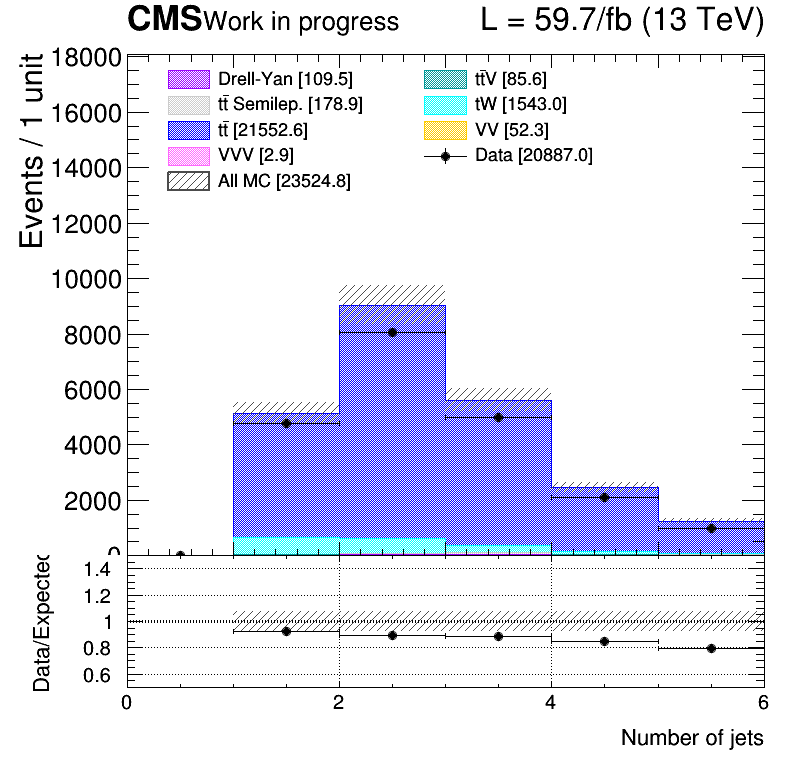 CMS Work in progress L = 59.7/fb (13 TeV)
Events / 1 unit
18000
16000
14000
12000
10000
8000
6000
4000
2000
0
Drell-Yan [109.5]
tt̄ Semilep. [178.9]
tt̄ [21552.6]
VVV [2.9]
All MC [23524.8]
tt̄V [85.6]
tW [1543.0]
VV [52.3]
Data [20887.0]
Data/Expected
1.4
1.2
1
0.8
0.6
0 2 4 6
Number of jets